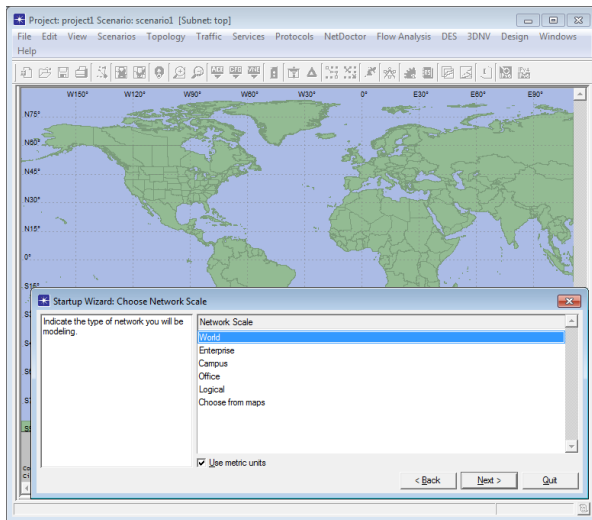 Project: project1 Scenario: scenario1 [Subnet: top]
File Edit View Scenarios Topology Traffic Services Protocols NetDoctor Flow Analysis DES 3DNV Design Windows
Help
W150° W120° W90° W60° W30° 0° E30° E60° E90°
N75°
N60°
N45°
N30°
N15°
0°
Startup Wizard: Choose Network Scale
Indicate the type of network you will be
modeling.
Network Scale
World
Enterprise
Campus
Office
Logical
Choose from maps
Use metric units
< Back Next > Quit